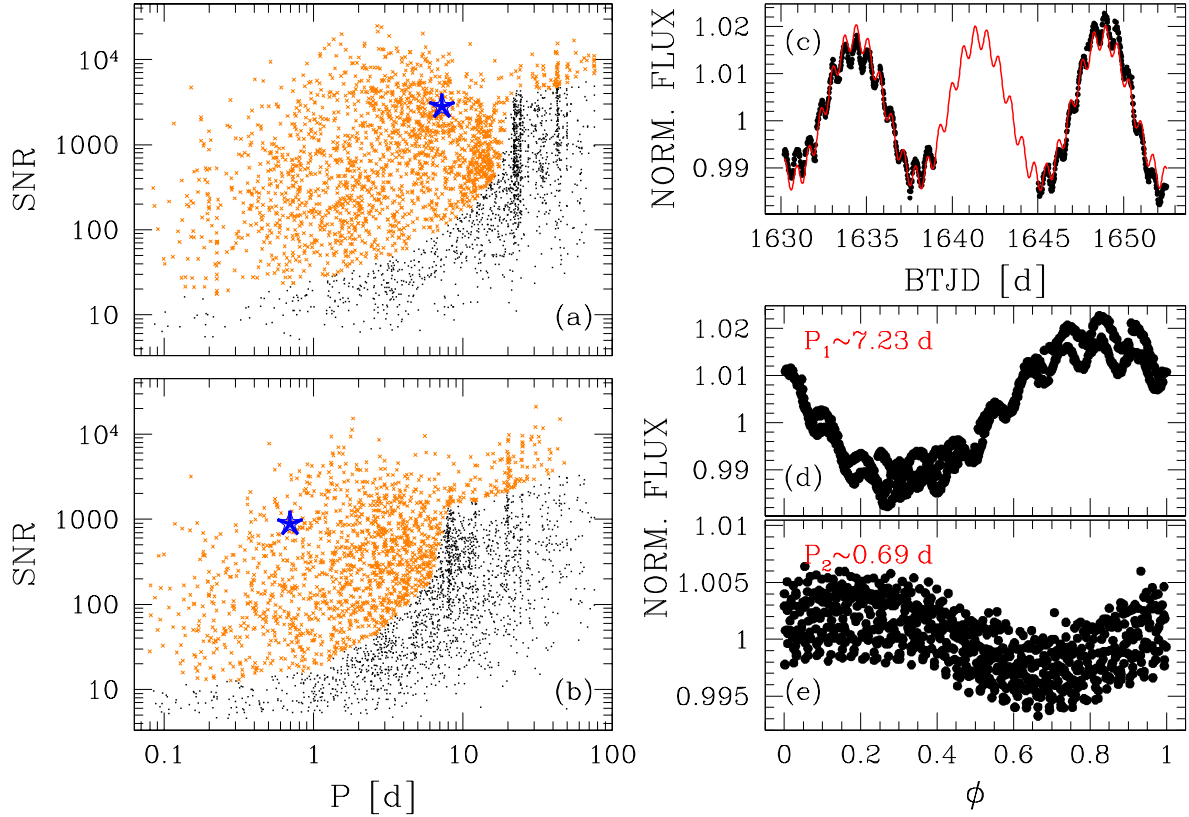 10⁴
1000
100
10
SNR
(a)
10⁴
1000
100
10
SNR
(b)
0.1 1 10 100
P [d]
(c)
1.02
1.01
1
0.99
NORM. FLUX
1630 1635 1640 1645 1650
BTJD [d]
P₁~7.23 d
1.02
1.01
1
0.99
(d)
NORM. FLUX
P₂~0.69 d
1.01
1.005
1
0.995
(e)
0 0.2 0.4 0.6 0.8 1
ϕ